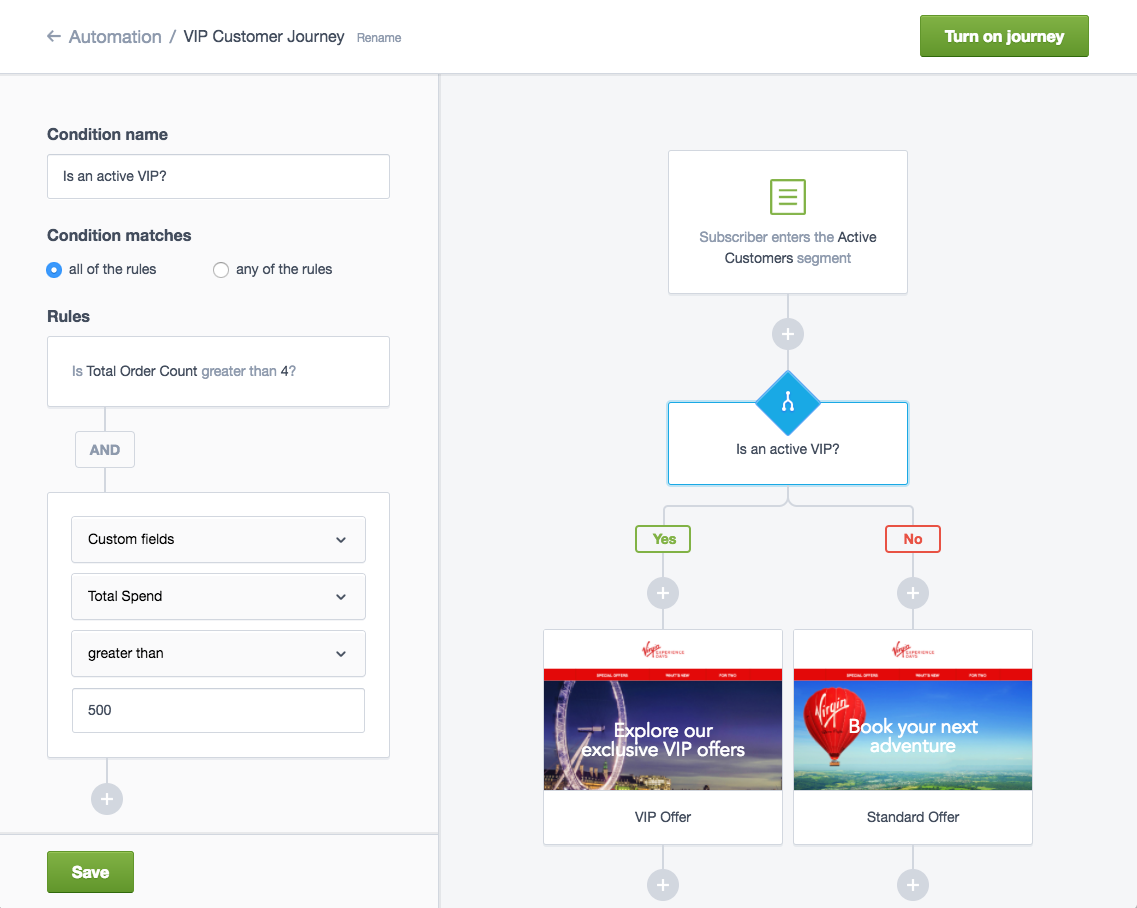 ← Automation / VIP Customer Journey Rename
Turn on journey
Condition name
Is an active VIP?
Condition matches
all of the rules
any of the rules
Rules
Is Total Order Count greater than 4?
AND
Custom fields
Total Spend
greater than
500
Save
Subscriber enters the Active
Customers segment
Is an active VIP?
Yes
No
Virgin EXPERIENCE
DAYS
SPECIAL OFFERS WHAT'S NEW FOR TWO
Explore our
exclusive VIP offers
VIP Offer
Virgin EXPERIENCE
DAYS
SPECIAL OFFERS WHAT'S NEW FOR TWO
Virgin
Book your next
adventure
Standard Offer